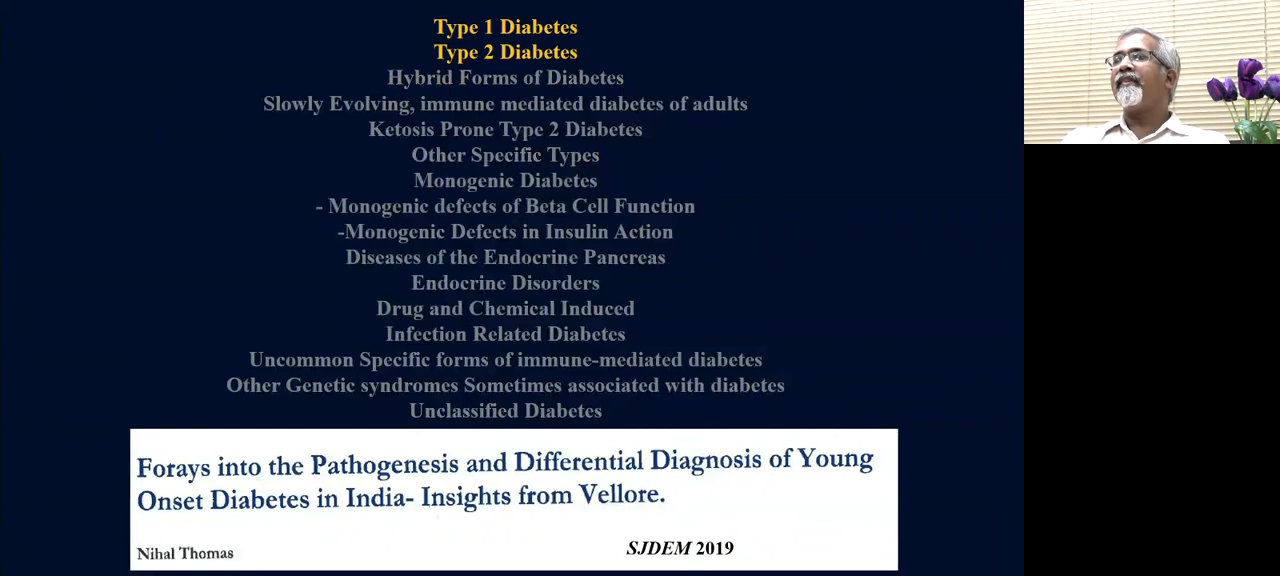 Type 1 Diabetes
Type 2 Diabetes
Hybrid Forms of Diabetes
Slowly Evolving, immune mediated diabetes of adults
Ketosis Prone Type 2 Diabetes
Other Specific Types
Monogenic Diabetes
- Monogenic defects of Beta Cell Function
-Monogenic Defects in Insulin Action
Diseases of the Endocrine Pancreas
Endocrine Disorders
Drug and Chemical Induced
Infection Related Diabetes
Uncommon Specific forms of immune-mediated diabetes
Other Genetic syndromes Sometimes associated with diabetes
Unclassified Diabetes
Forays into the Pathogenesis and Differential Diagnosis of Young
Onset Diabetes in India- Insights from Vellore.
Nihal Thomas
SJDEM 2019